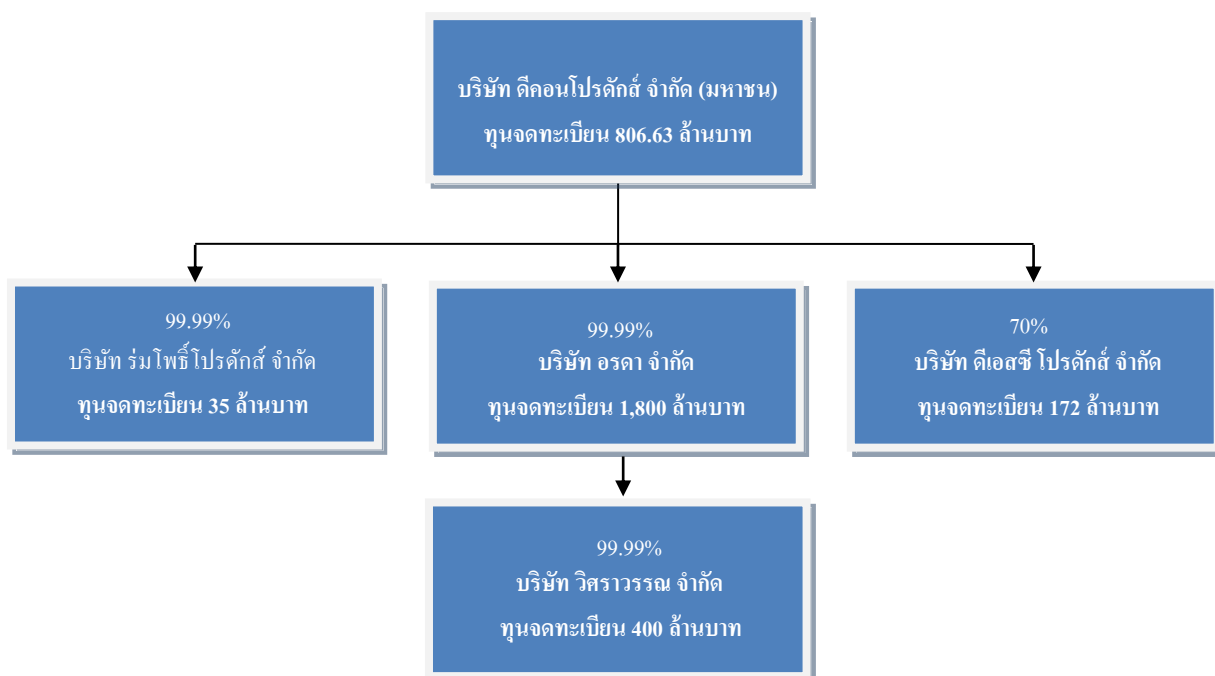 บริษัท ดีคอนโปรดักส์ จำกัด (มหาชน)
ทุนจดทะเบียน 806.63 ล้านบาท
99.99%
บริษัท ร่มโพธิ์โปรดักส์ จำกัด
ทุนจดทะเบียน 35 ล้านบาท
99.99%
บริษัท อรดา จำกัด
ทุนจดทะเบียน 1,800 ล้านบาท
70%
บริษัท ดีเอสซี โปรดักส์ จำกัด
ทุนจดทะเบียน 172 ล้านบาท
99.99%
บริษัท วิศราวรรณ จำกัด
ทุนจดทะเบียน 400 ล้านบาท